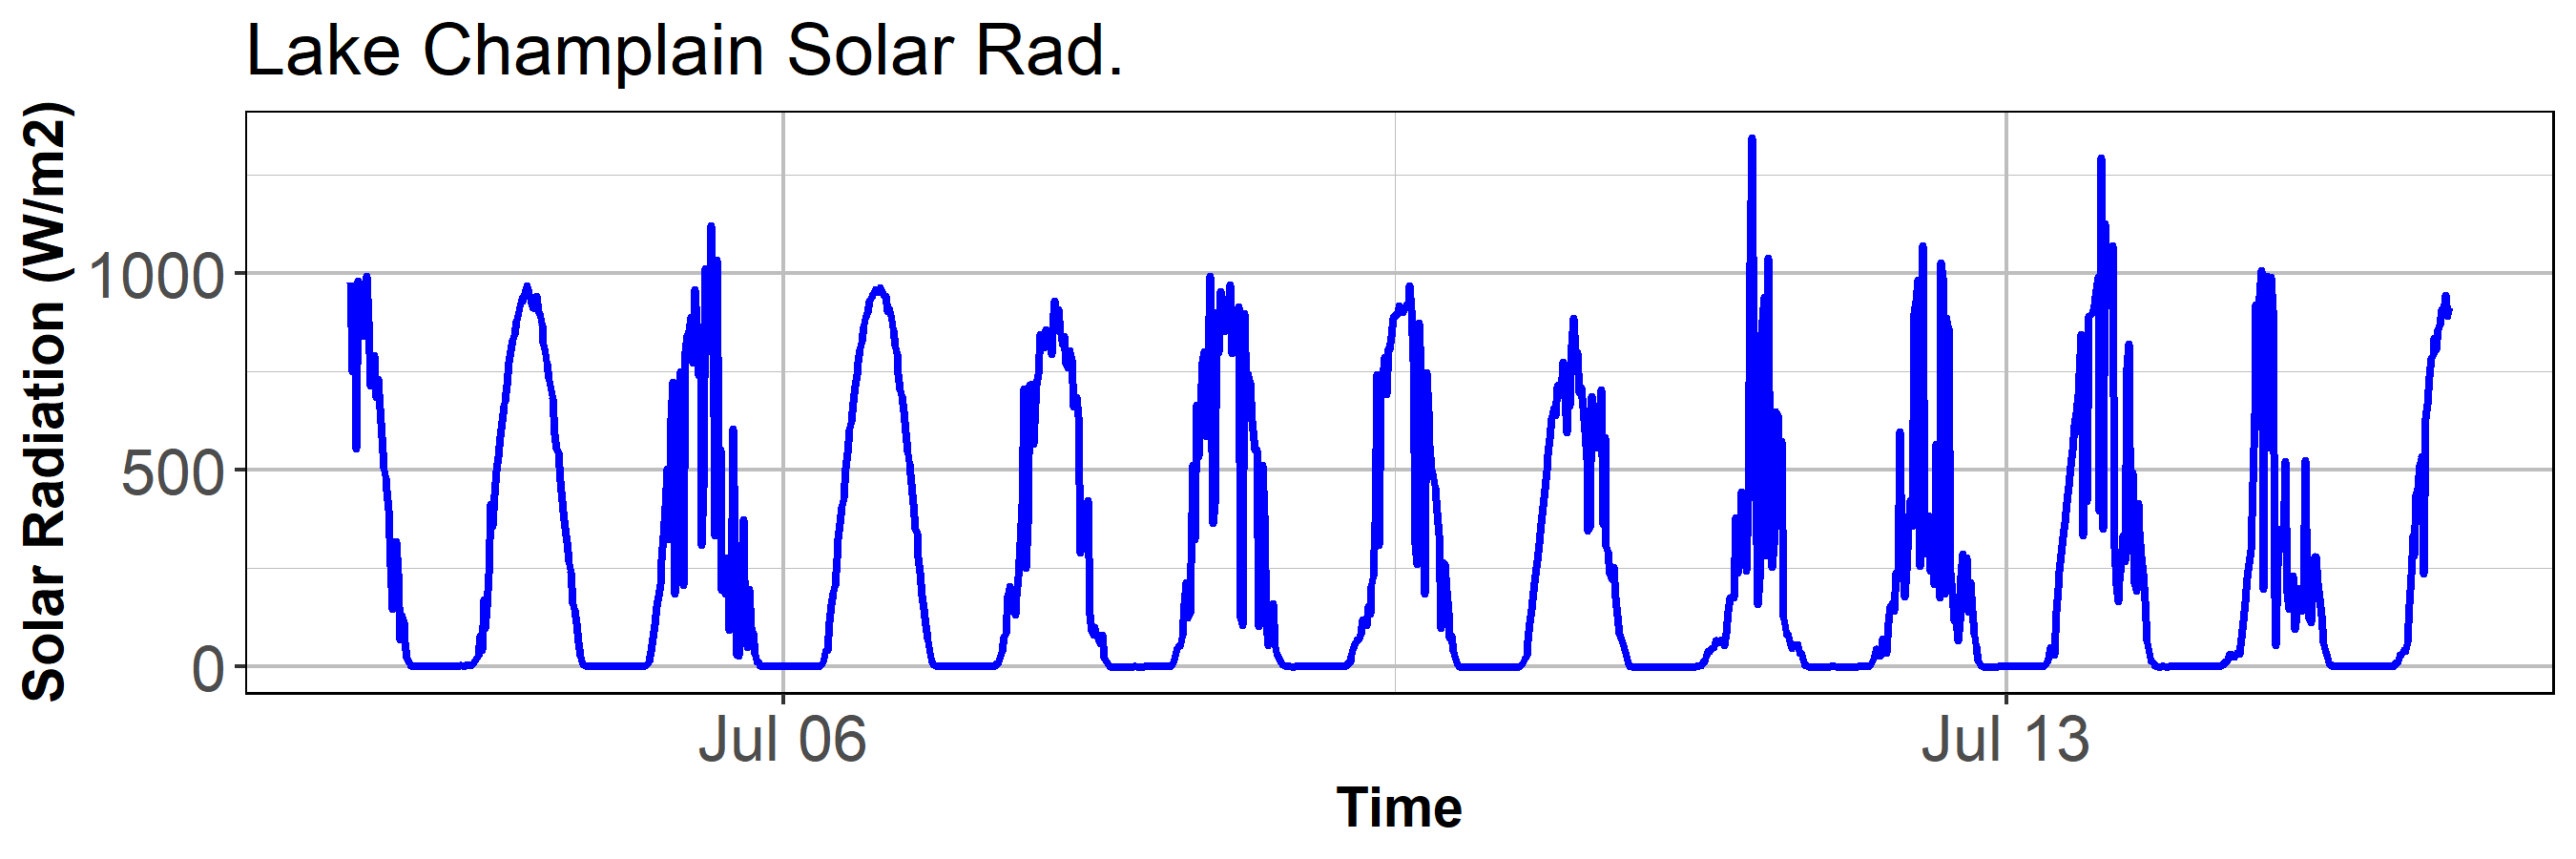 Lake Champlain Solar Rad.
Solar Radiation (W/m2)
1000
500
0
Jul 06
Jul 13
Time